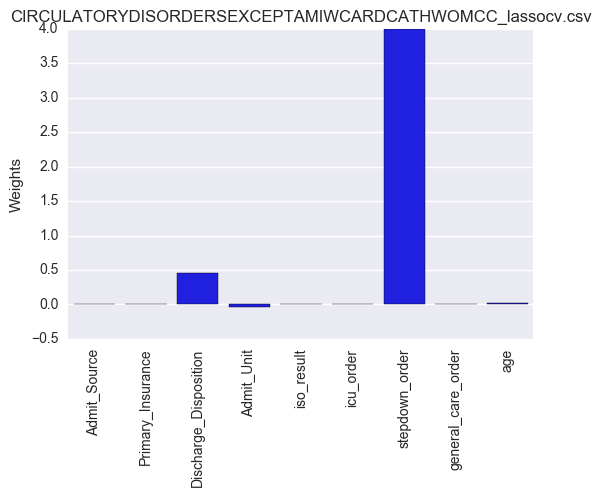 CIRCULATORYDISORDERSEXCEPTAMIWCARDCATHWOMCC_lassocv.csv
4.0
3.5
3.0
2.5
2.0
1.5
1.0
0.5
0.0
−0.5
Weights
Admit_Source
Primary_Insurance
Discharge_Disposition
Admit_Unit
iso_result
icu_order
stepdown_order
general_care_order
age